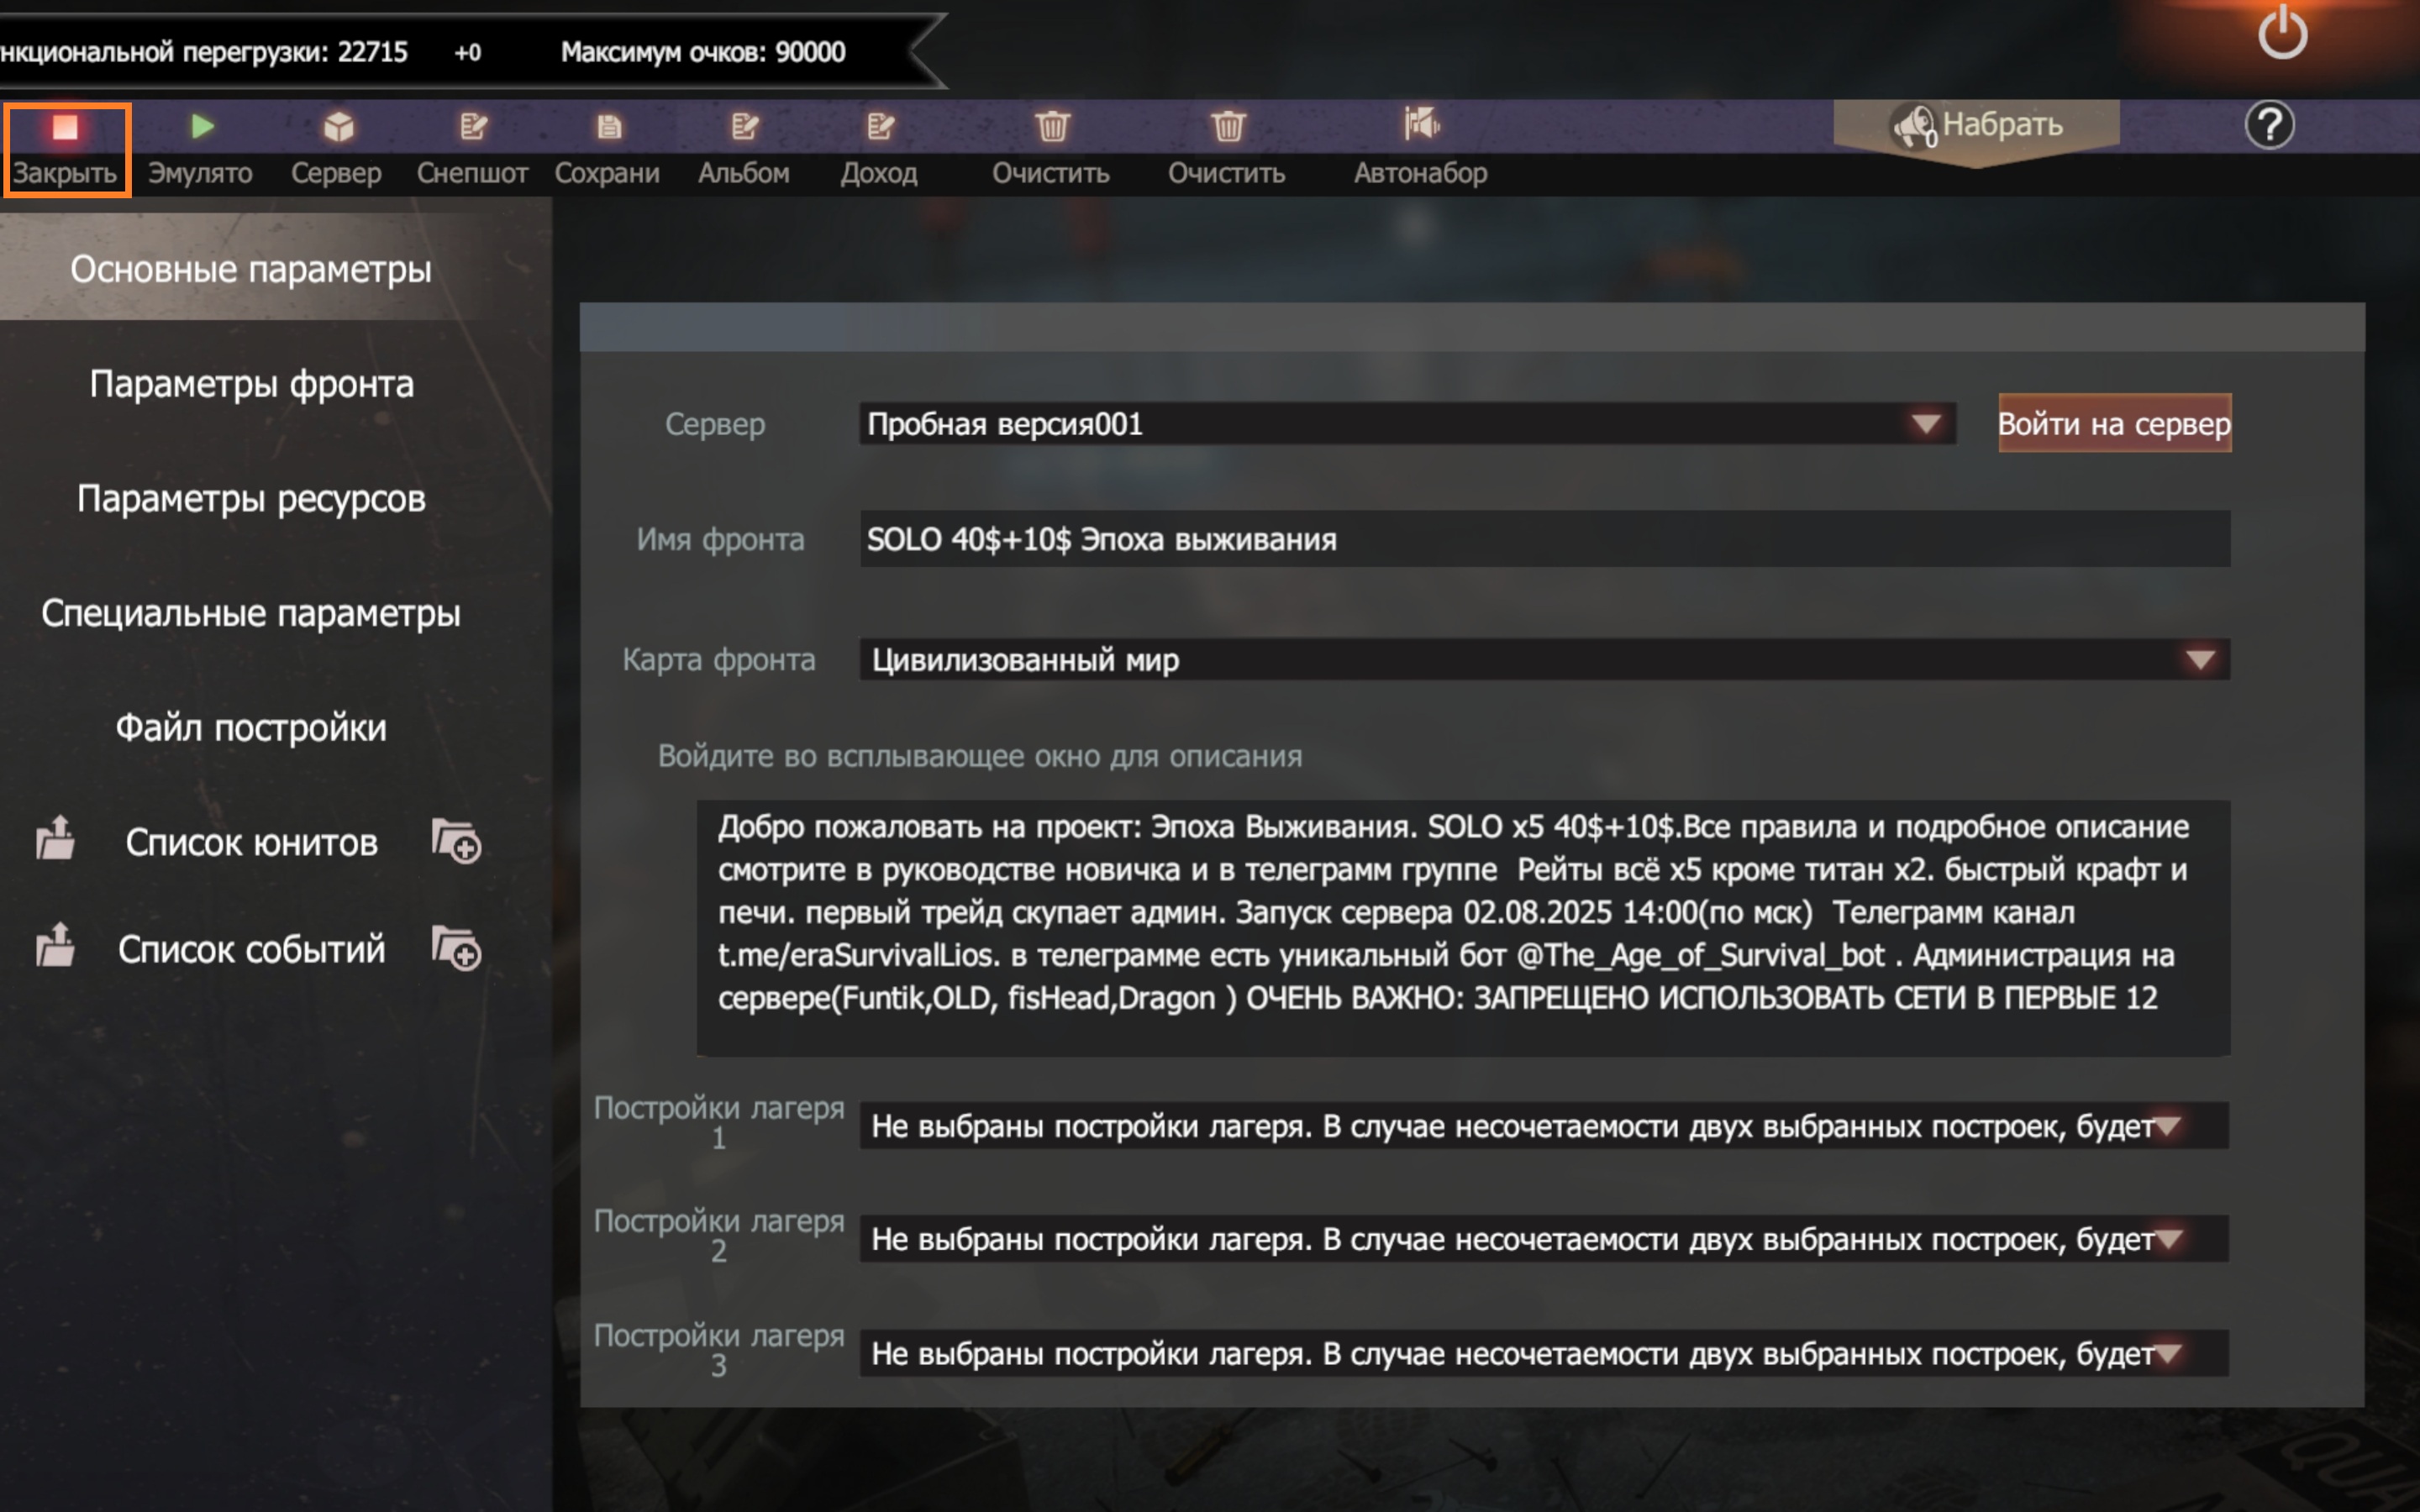 нкциональной перегрузки: 22715 +0 Максимум очков: 90000
Набрать
0
?
Закрыть Эмулято Сервер Снепшот Сохрани Альбом Доход Очистить Очистить Автонабор
Основные параметры
Параметры фронта
Параметры ресурсов
Специальные параметры
Файл постройки
Список юнитов
Список событий
Сервер Пробная версия001 Войти на сервер
Имя фронта SOLO 40$+10$ Эпоха выживания
Карта фронта Цивилизованный мир
Войдите во всплывающее окно для описания
Добро пожаловать на проект: Эпоха Выживания. SOLO x5 40$+10$.Все правила и подробное описание
смотрите в руководстве новичка и в телеграмм группе  Рейты всё х5 кроме титан х2. быстрый крафт и
печи. первый трейд скупает админ. Запуск сервера 02.08.2025 14:00(по мск)  Телеграмм канал
t.me/eraSurvivalLios. в телеграмме есть уникальный бот @The_Age_of_Survival_bot . Администрация на
сервере(Funtik,OLD, fisHead,Dragon ) ОЧЕНЬ ВАЖНО: ЗАПРЕЩЕНО ИСПОЛЬЗОВАТЬ СЕТИ В ПЕРВЫЕ 12
Постройки лагеря
1
Не выбраны постройки лагеря. В случае несочетаемости двух выбранных построек, будет
Постройки лагеря
2
Не выбраны постройки лагеря. В случае несочетаемости двух выбранных построек, будет
Постройки лагеря
3
Не выбраны постройки лагеря. В случае несочетаемости двух выбранных построек, будет